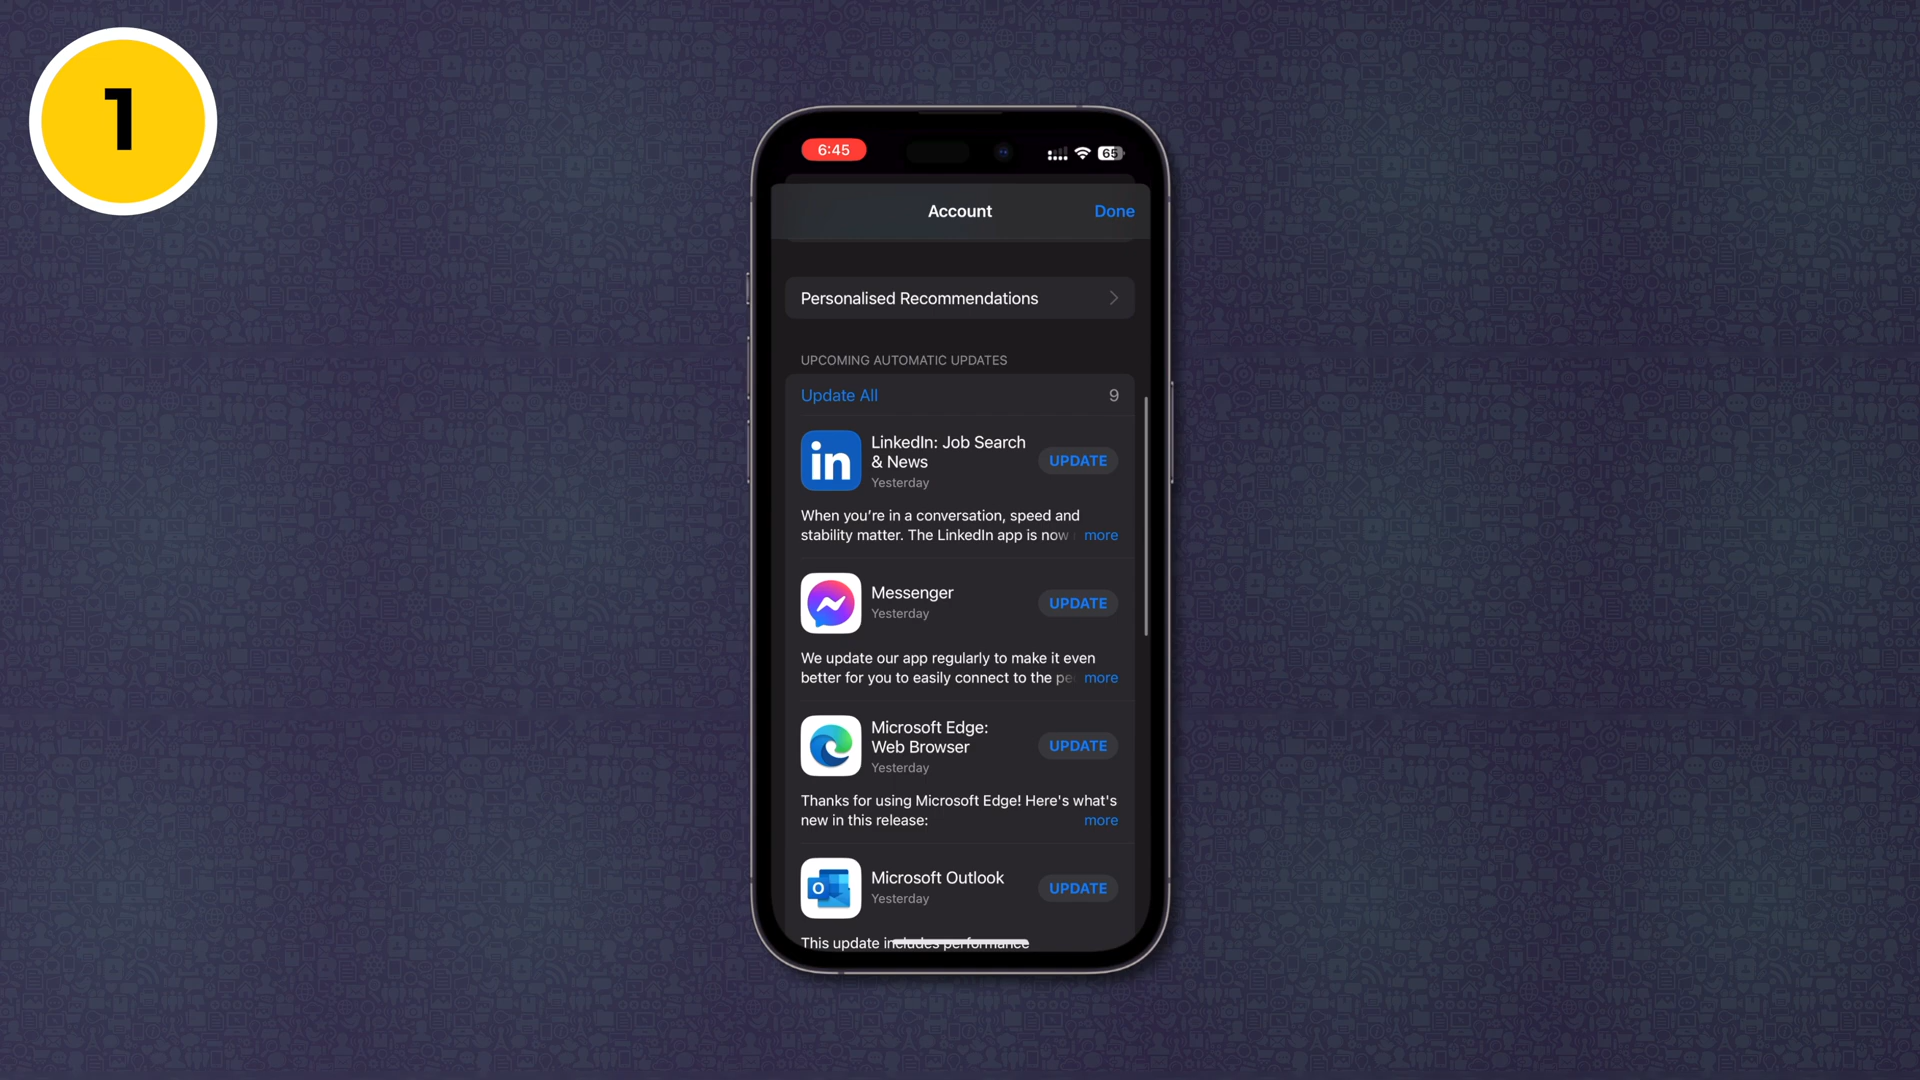 1
6:45
65
Account
Done
Personalised Recommendations
UPCOMING AUTOMATIC UPDATES
Update All
9
in
LinkedIn: Job Search
& News
Yesterday
UPDATE
When you're in a conversation, speed and
stability matter. The LinkedIn app is now
more
Messenger
Yesterday
UPDATE
We update our app regularly to make it even
better for you to easily connect to the
more
Microsoft Edge:
Web Browser
Yesterday
UPDATE
Thanks for using Microsoft Edge! Here's what's
new in this release:
more
O
Microsoft Outlook
Yesterday
UPDATE
This update includes performance